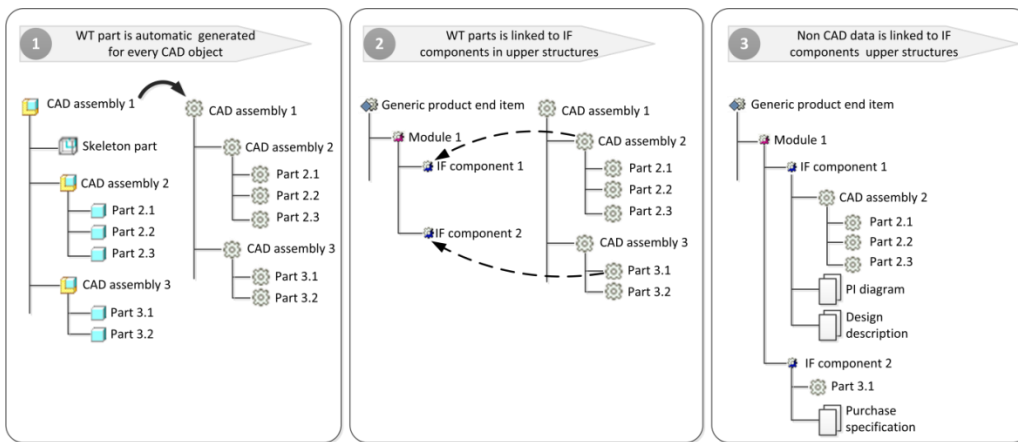 1
WT part is automatic generated
for every CAD object
CAD assembly 1
Skeleton part
CAD assembly 2
Part 2.1
Part 2.2
Part 2.3
CAD assembly 3
Part 3.1
Part 3.2
CAD assembly 1
CAD assembly 2
Part 2.1
Part 2.2
Part 2.3
CAD assembly 3
Part 3.1
Part 3.2
2
WT parts is linked to IF
components in upper structures
Generic product end item
Module 1
IF component 1
IF component 2
CAD assembly 1
CAD assembly 2
Part 2.1
Part 2.2
Part 2.3
CAD assembly 3
Part 3.1
Part 3.2
3
Non CAD data is linked to IF
components upper structures
Generic product end item
Module 1
IF component 1
CAD assembly 2
Part 2.1
Part 2.2
Part 2.3
PI diagram
Design
description
IF component 2
Part 3.1
Purchase
specification